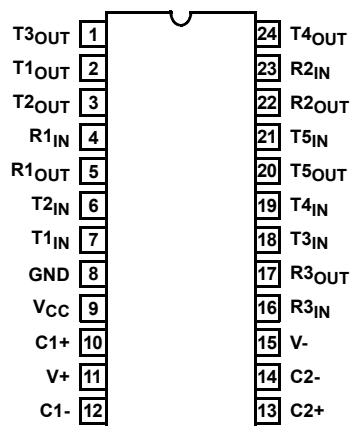 T3OUT 1 24 T4OUT
T1OUT 2 23 R2IN
T2OUT 3 22 R2OUT
R1IN 4 21 T5IN
R1OUT 5 20 T5OUT
T2IN 6 19 T4IN
T1IN 7 18 T3IN
GND 8 17 R3OUT
VCC 9 16 R3IN
C1+ 10 15 V-
V+ 11 14 C2-
C1- 12 13 C2+